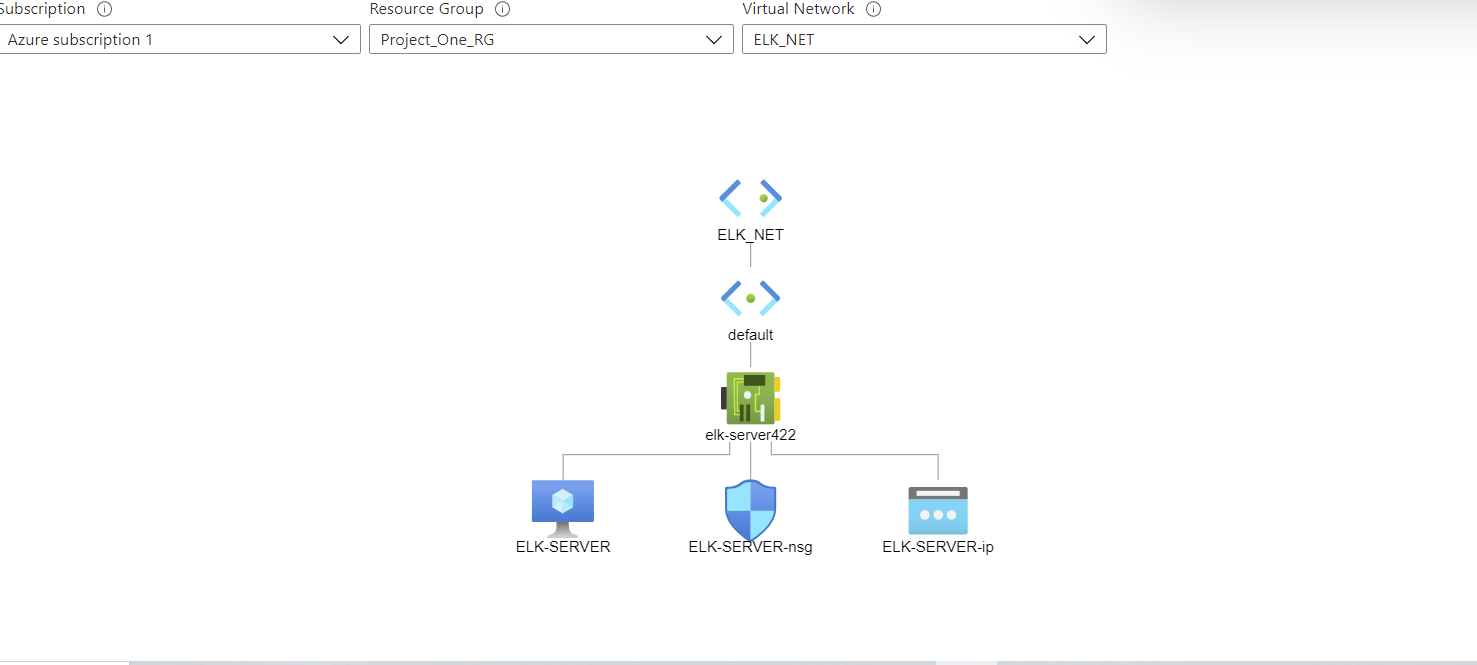 Subscription
Resource Group
Virtual Network
Azure subscription 1
Project_One_RG
ELK_NET
ELK_NET
default
elk-server422
ELK-SERVER
ELK-SERVER-nsg
ELK-SERVER-ip